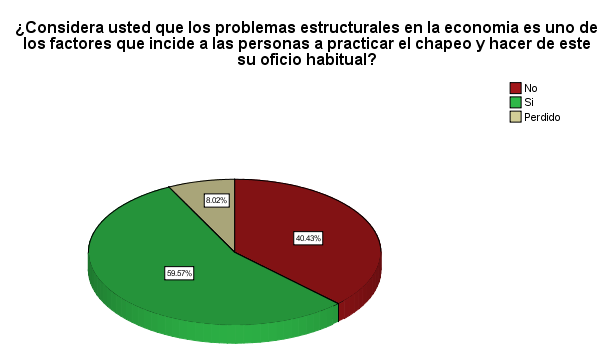 ¿Considera usted que los problemas estructurales en la economia es uno de
los factores que incide a las personas a practicar el chapeo y hacer de este
su oficio habitual?
No
Si
Perdido
8.02%
40.43%
59.57%